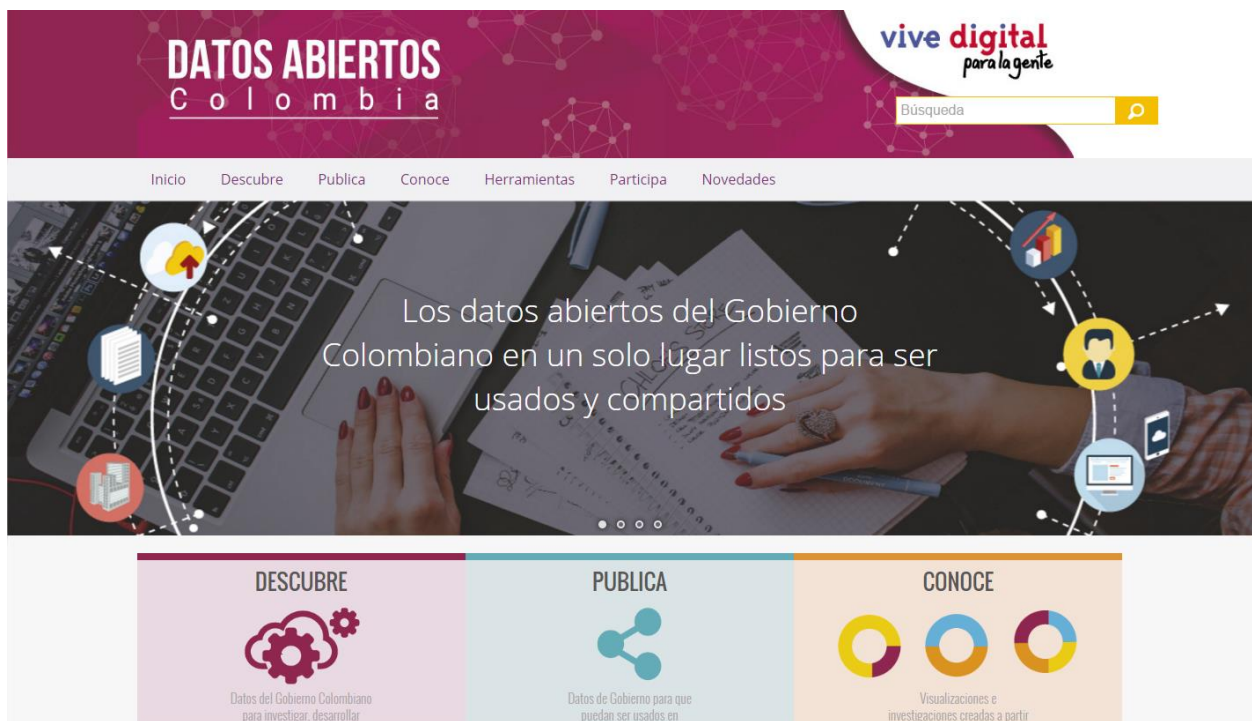 DATOS ABIERTOS
Colombia
vive digital
para la gente
Búsqueda
Inicio Descubre Publica Conoce Herramientas Participa Novedades
Los datos abiertos del Gobierno
Colombiano en un solo lugar listos para ser
usados y compartidos
DESCUBRE
Datos del Gobierno Colombiano
para investigar, desarrollar
PUBLICA
Datos de Gobierno para que
puedan ser usados en
CONOCE
Visualizaciones e
investigaciones creadas a partir